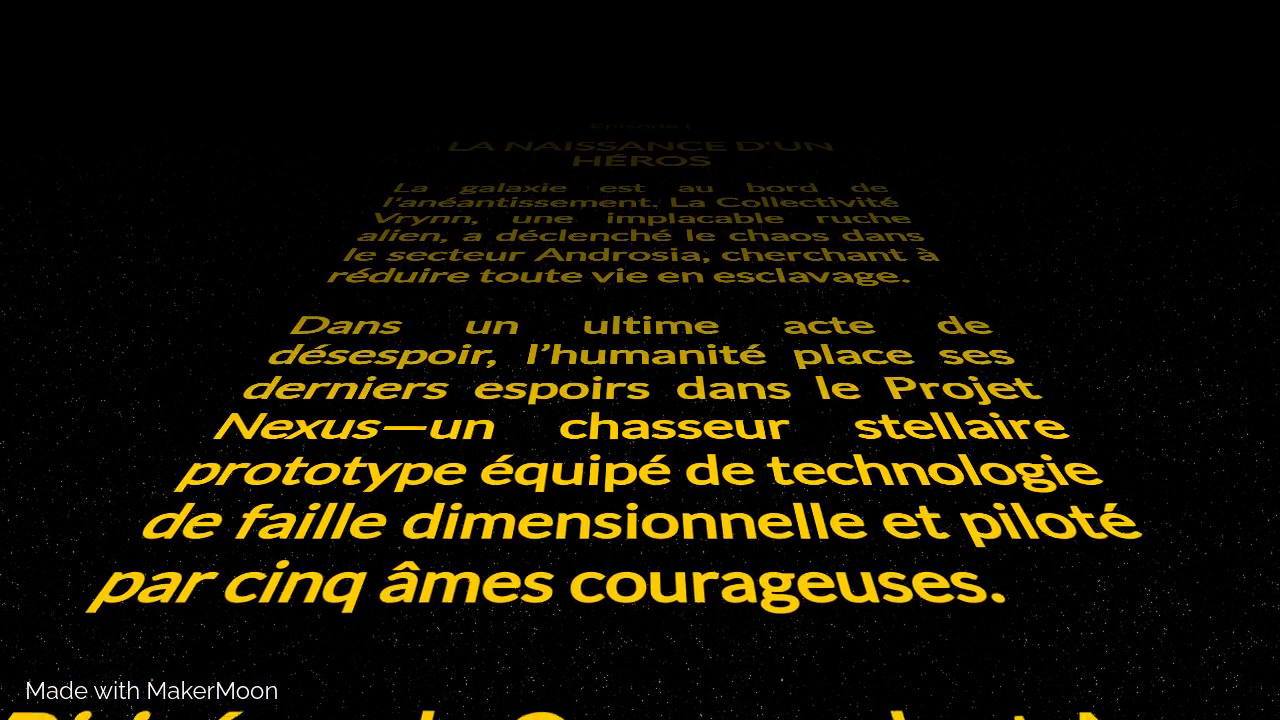 Episode I
LA NAISSANCE D'UN
HÉROS
La galaxie est au bord de
l'anéantissement. La Collectivité
Vrynn, une implacable ruche
alien, a déclenché le chaos dans
le secteur Androsia, cherchant à
réduire toute vie en esclavage.
Dans un ultime acte de
désespoir, l’humanité place ses
derniers espoirs dans le Projet
Nexus—un chasseur stellaire
prototype équipé de technologie
de faille dimensionnelle et piloté
par cinq âmes courageuses.
Made with MakerMoon